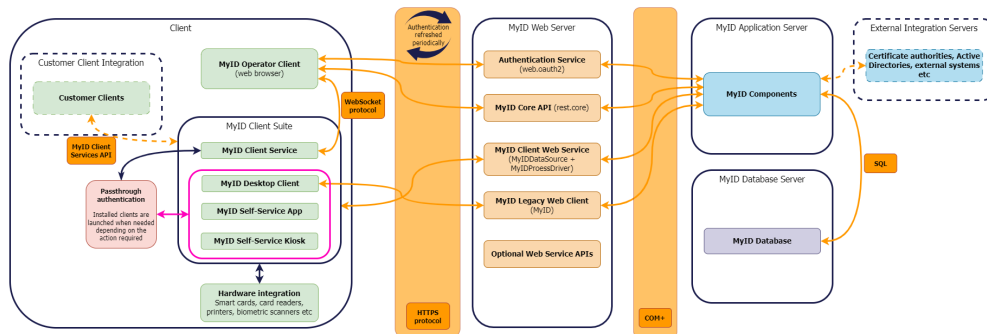 Client
Customer Client Integration
Customer Clients
MyID Operator Client
(web browser)
WebSocket
protocol
MyID Client
Services API
MyID Client Suite
MyID Client Service
MyID Desktop Client
MyID Self-Service App
MyID Self-Service Kiosk
Passthrough
authentication
Installed clients are
launched when needed
depending on the
action required
Hardware integration
Smart cards, card readers,
printers, biometric scanners etc
Authentication
refreshed
periodically
HTTPS
protocol
MyID Web Server
Authentication Service
(web.oauth2)
MyID Core API (rest.core)
MyID Client Web Service
(MyIDDataSource +
MyIDProessDriver)
MyID Legacy Web Client
(MyID)
Optional Web Service APIs
COM+
MyID Application Server
MyID Components
External Integration Servers
Certificate authorities, Active
Directories, external systems
etc
SQL
MyID Database Server
MyID Database